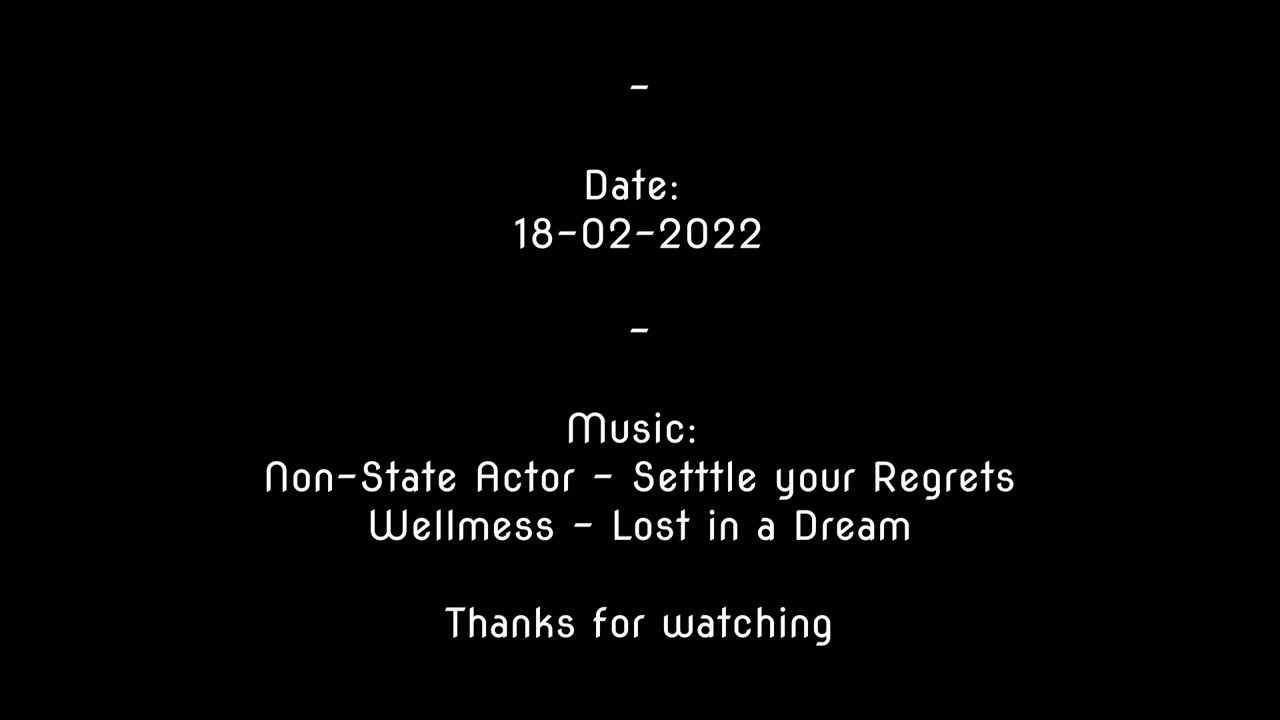 -
Date:
18-02-2022
-
Music:
Non-State Actor - Setttle your Regrets
Wellmess - Lost in a Dream
Thanks for watching